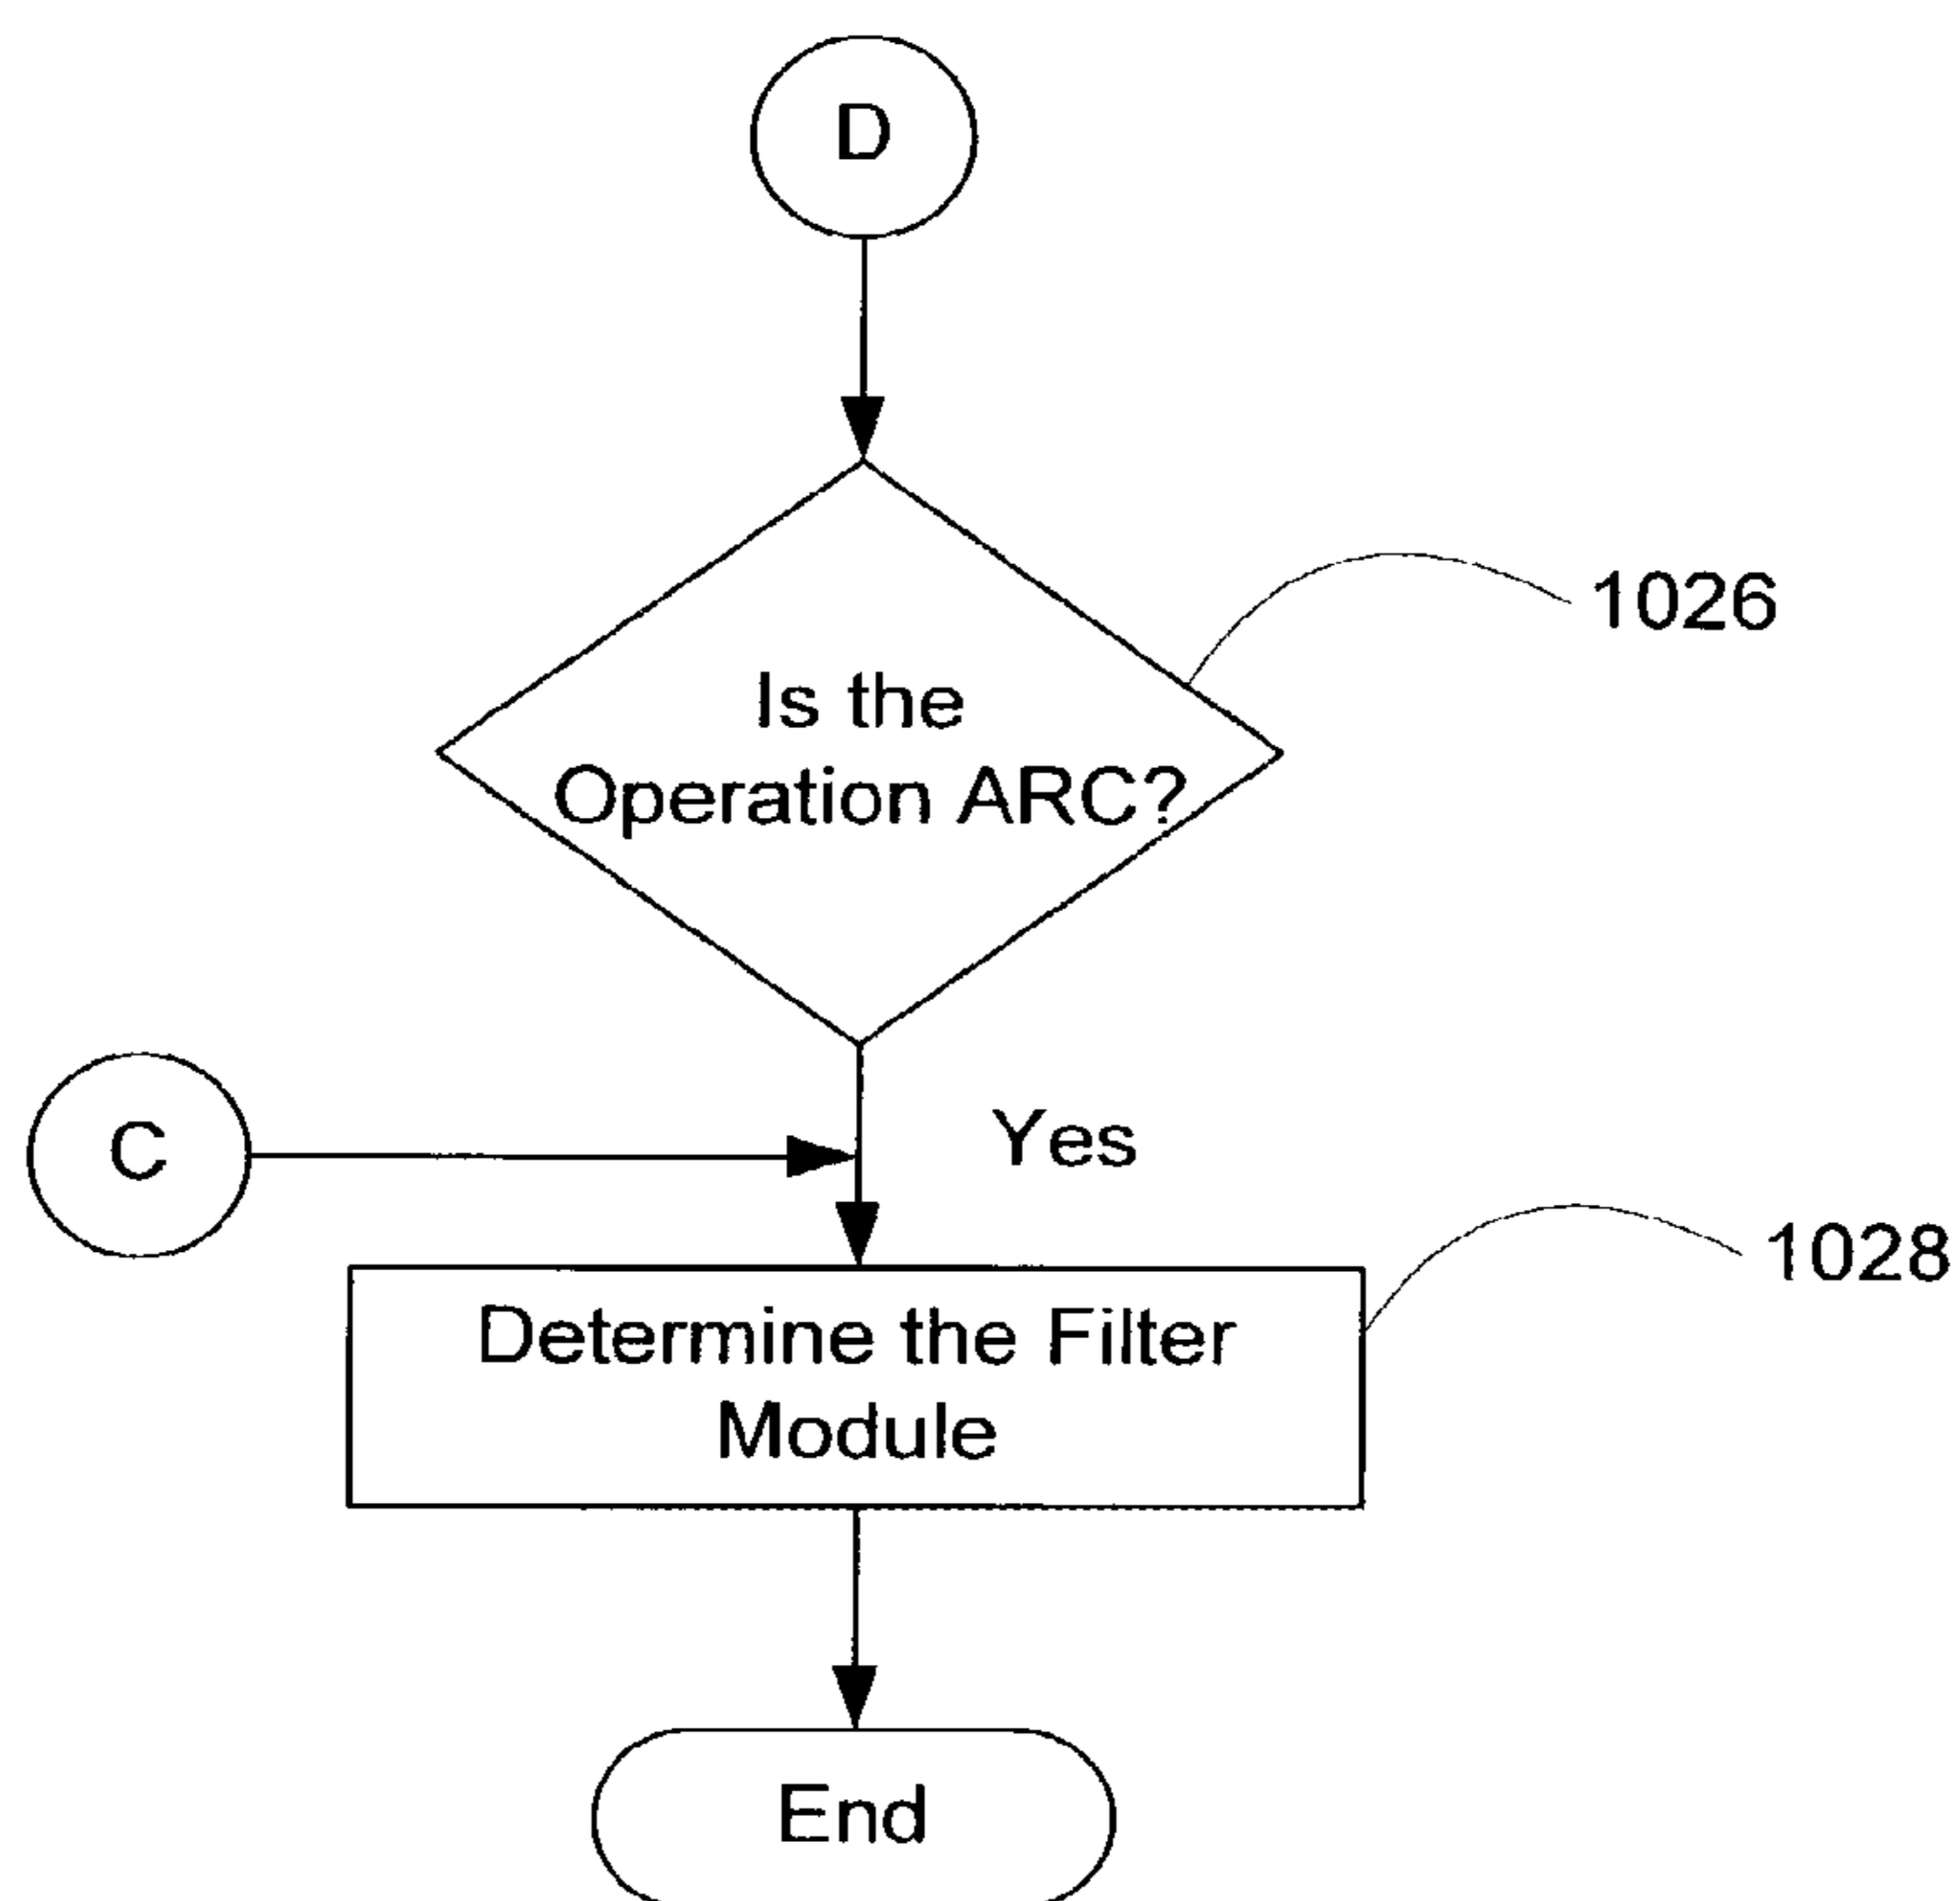 D
Is the
Operation ARC?
1026
C
Yes
1028
Determine the Filter
Module
End